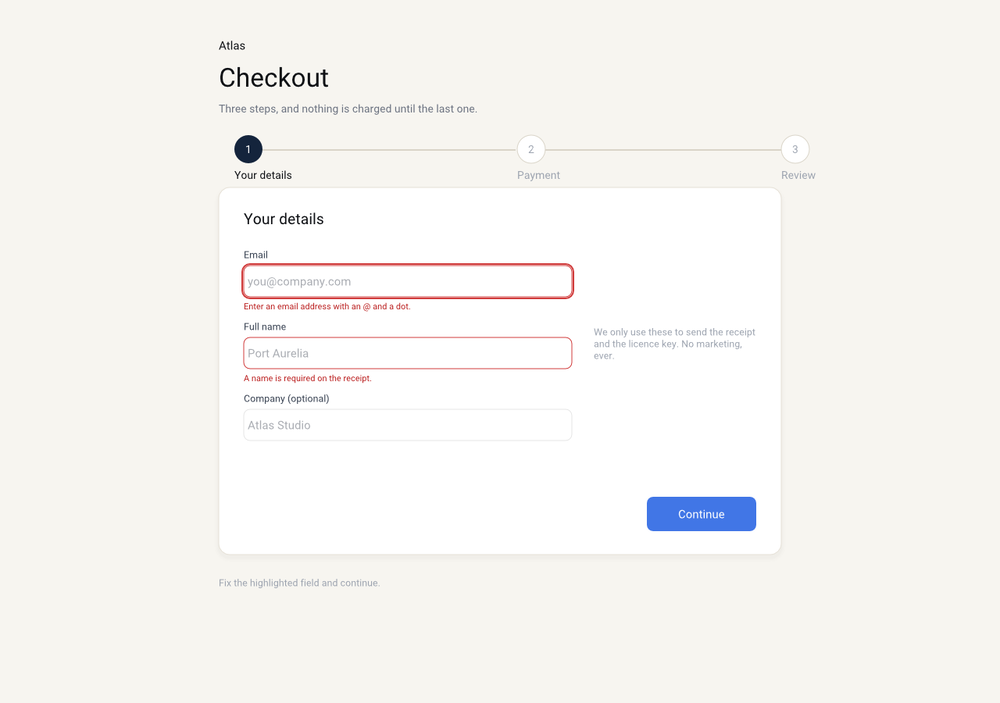 Atlas
Checkout
Three steps, and nothing is charged until the last one.
1
2
3
Your details
Payment
Review
Your details
Email
you@company.com
Enter an email address with an @ and a dot.
Full name
Port Aurelia
A name is required on the receipt.
We only use these to send the receipt
and the licence key. No marketing,
ever.
Company (optional)
Atlas Studio
Continue
Fix the highlighted field and continue.